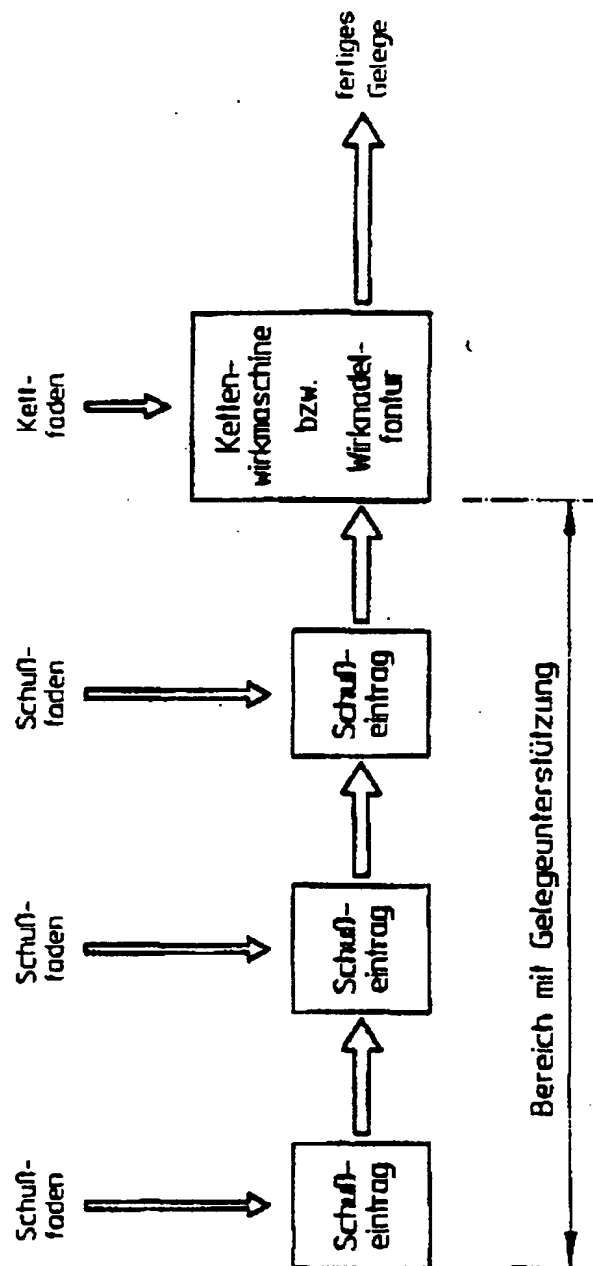 Schuß-
faden
Schuß-
faden
Schuß-
faden
Kett-
faden
Schuß-
eintrag
Schuß-
eintrag
Schuß-
eintrag
Ketten-
wirkmaschine
bzw.
Wirknadel-
fontur
fertiges
Gelege
Bereich mit Gelegeunterstützung